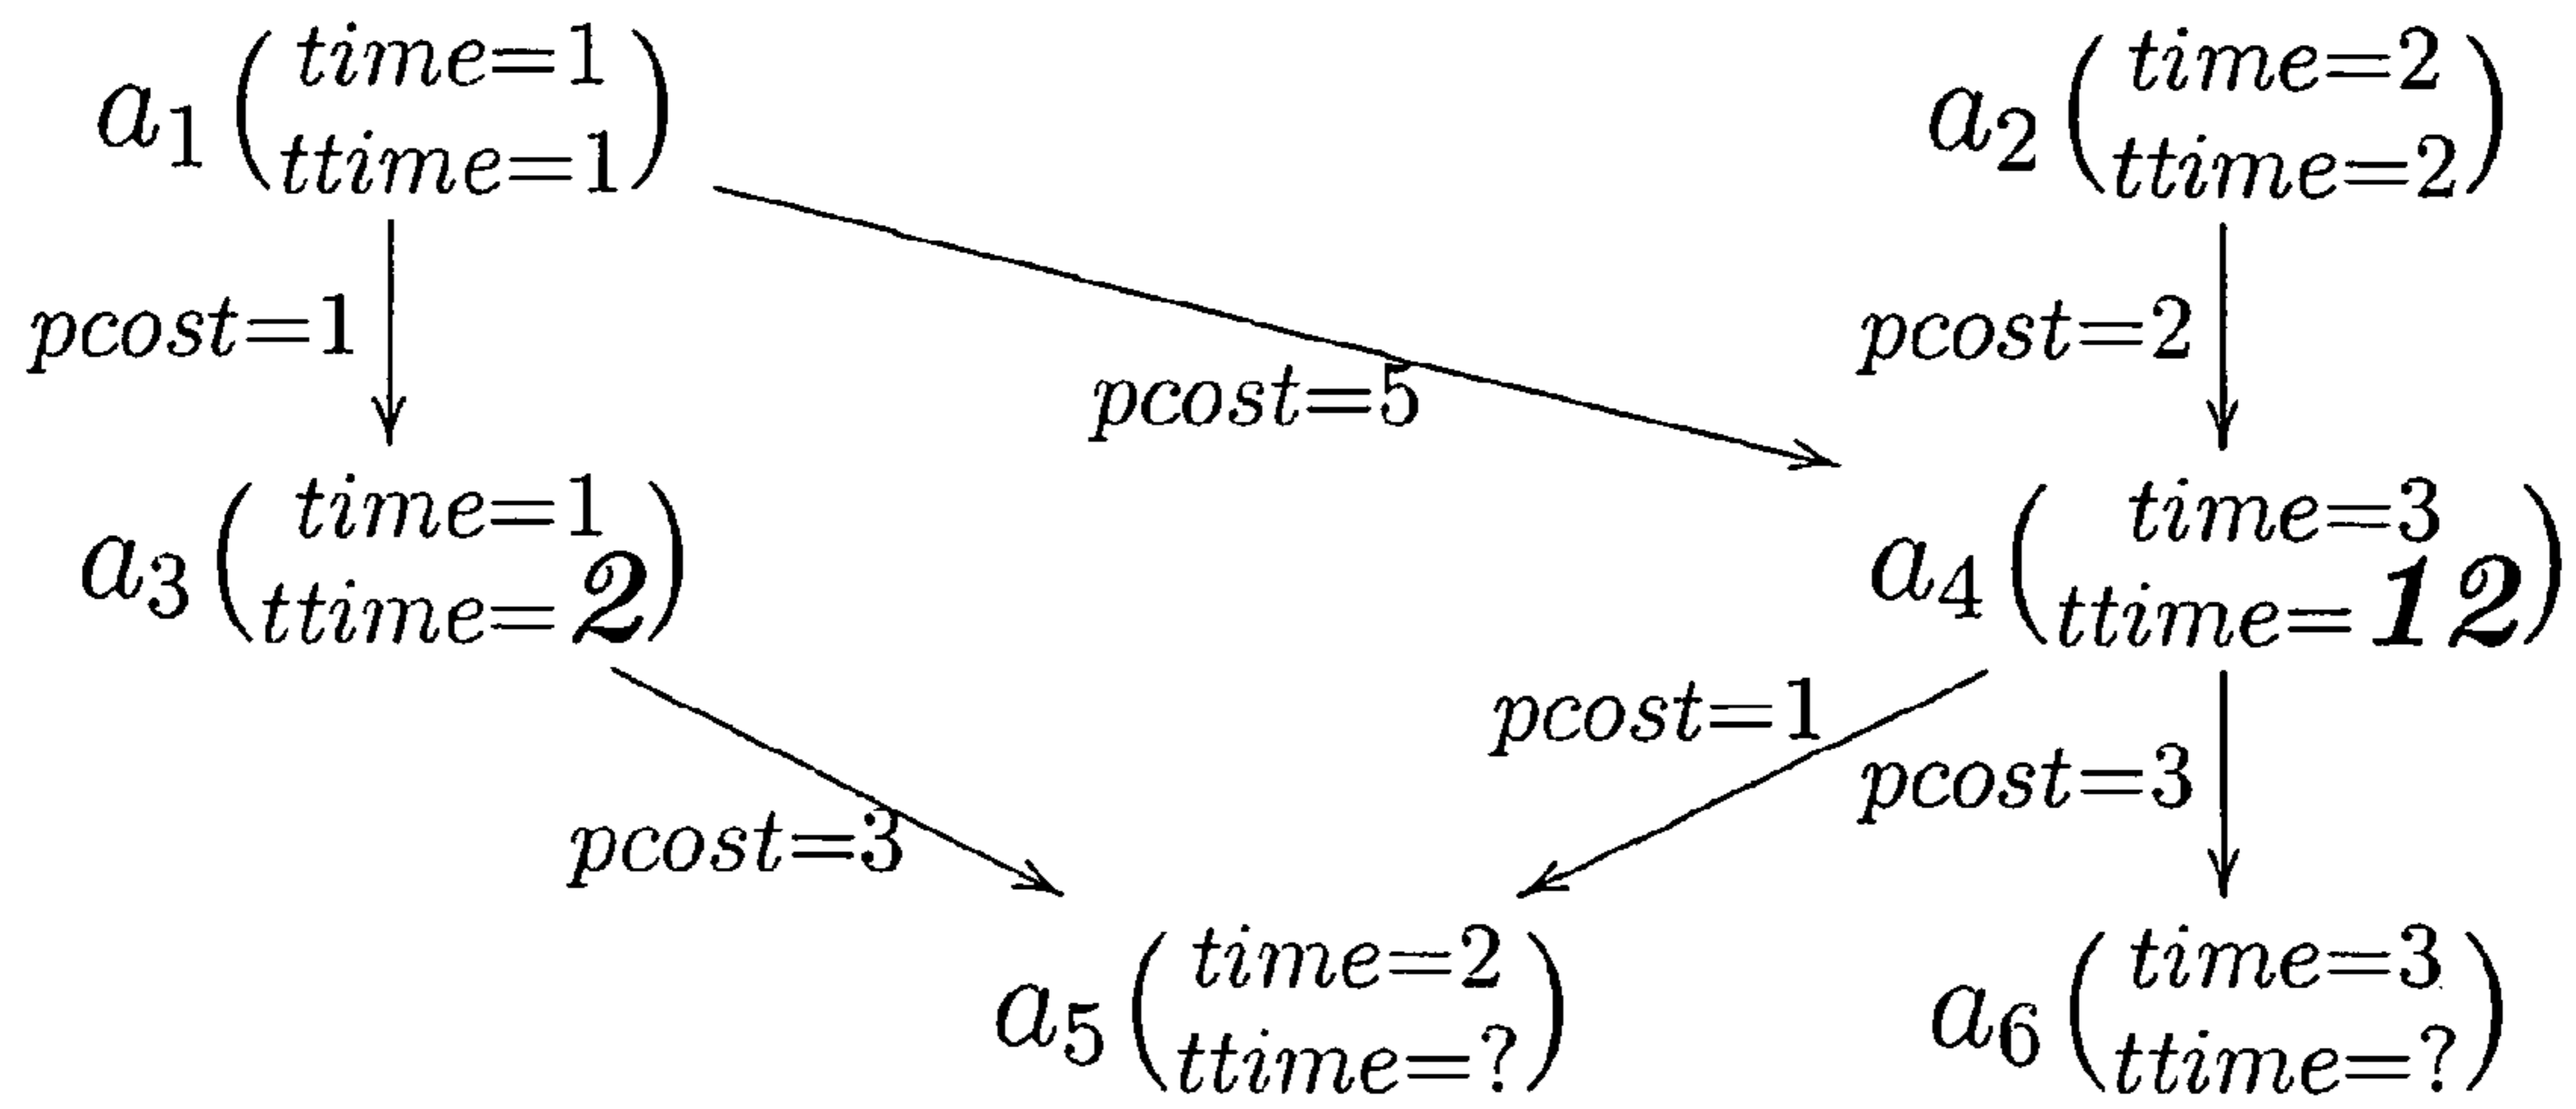 a1 (time=1 ttime=1)
a2 (time=2 ttime=2)
pcost=1
pcost=5
pcost=2
a3 (time=1 ttime=2)
a4 (time=3 ttime=12)
pcost=3
pcost=1
pcost=3
a5 (time=2 ttime=?)
a6 (time=3 ttime=?)